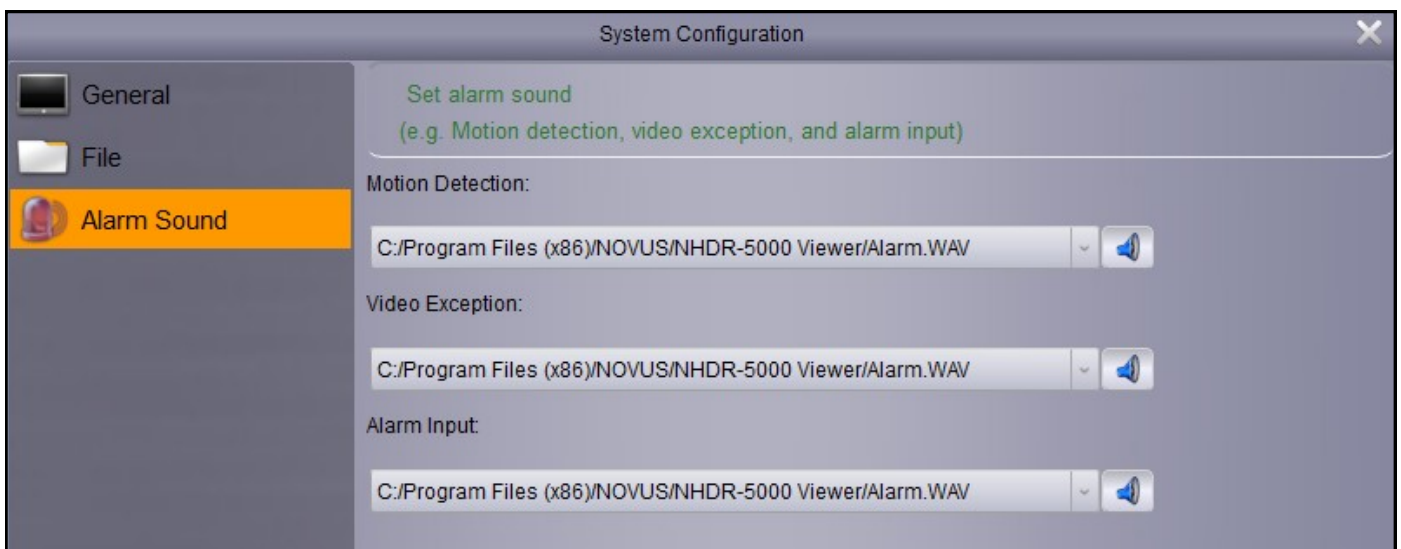 System Configuration
General
File
Alarm Sound
Set alarm sound
(e.g. Motion detection, video exception, and alarm input)
Motion Detection:
C:/Program Files (x86)/NOVUS/NHDR-5000 Viewer/Alarm.WAV
Video Exception:
C:/Program Files (x86)/NOVUS/NHDR-5000 Viewer/Alarm.WAV
Alarm Input:
C:/Program Files (x86)/NOVUS/NHDR-5000 Viewer/Alarm.WAV